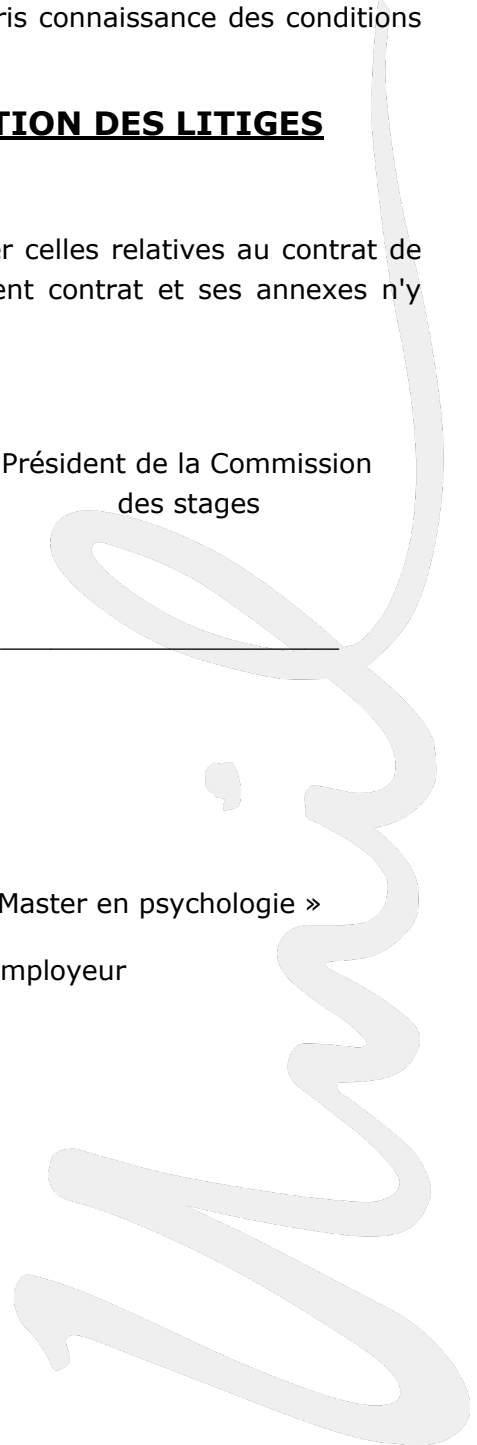 ris connaissance des conditions
TION DES LITIGES
r celles relatives au contrat de
ent contrat et ses annexes n'y
Président de la Commission
des stages
Master en psychologie »
mployeur
Unil